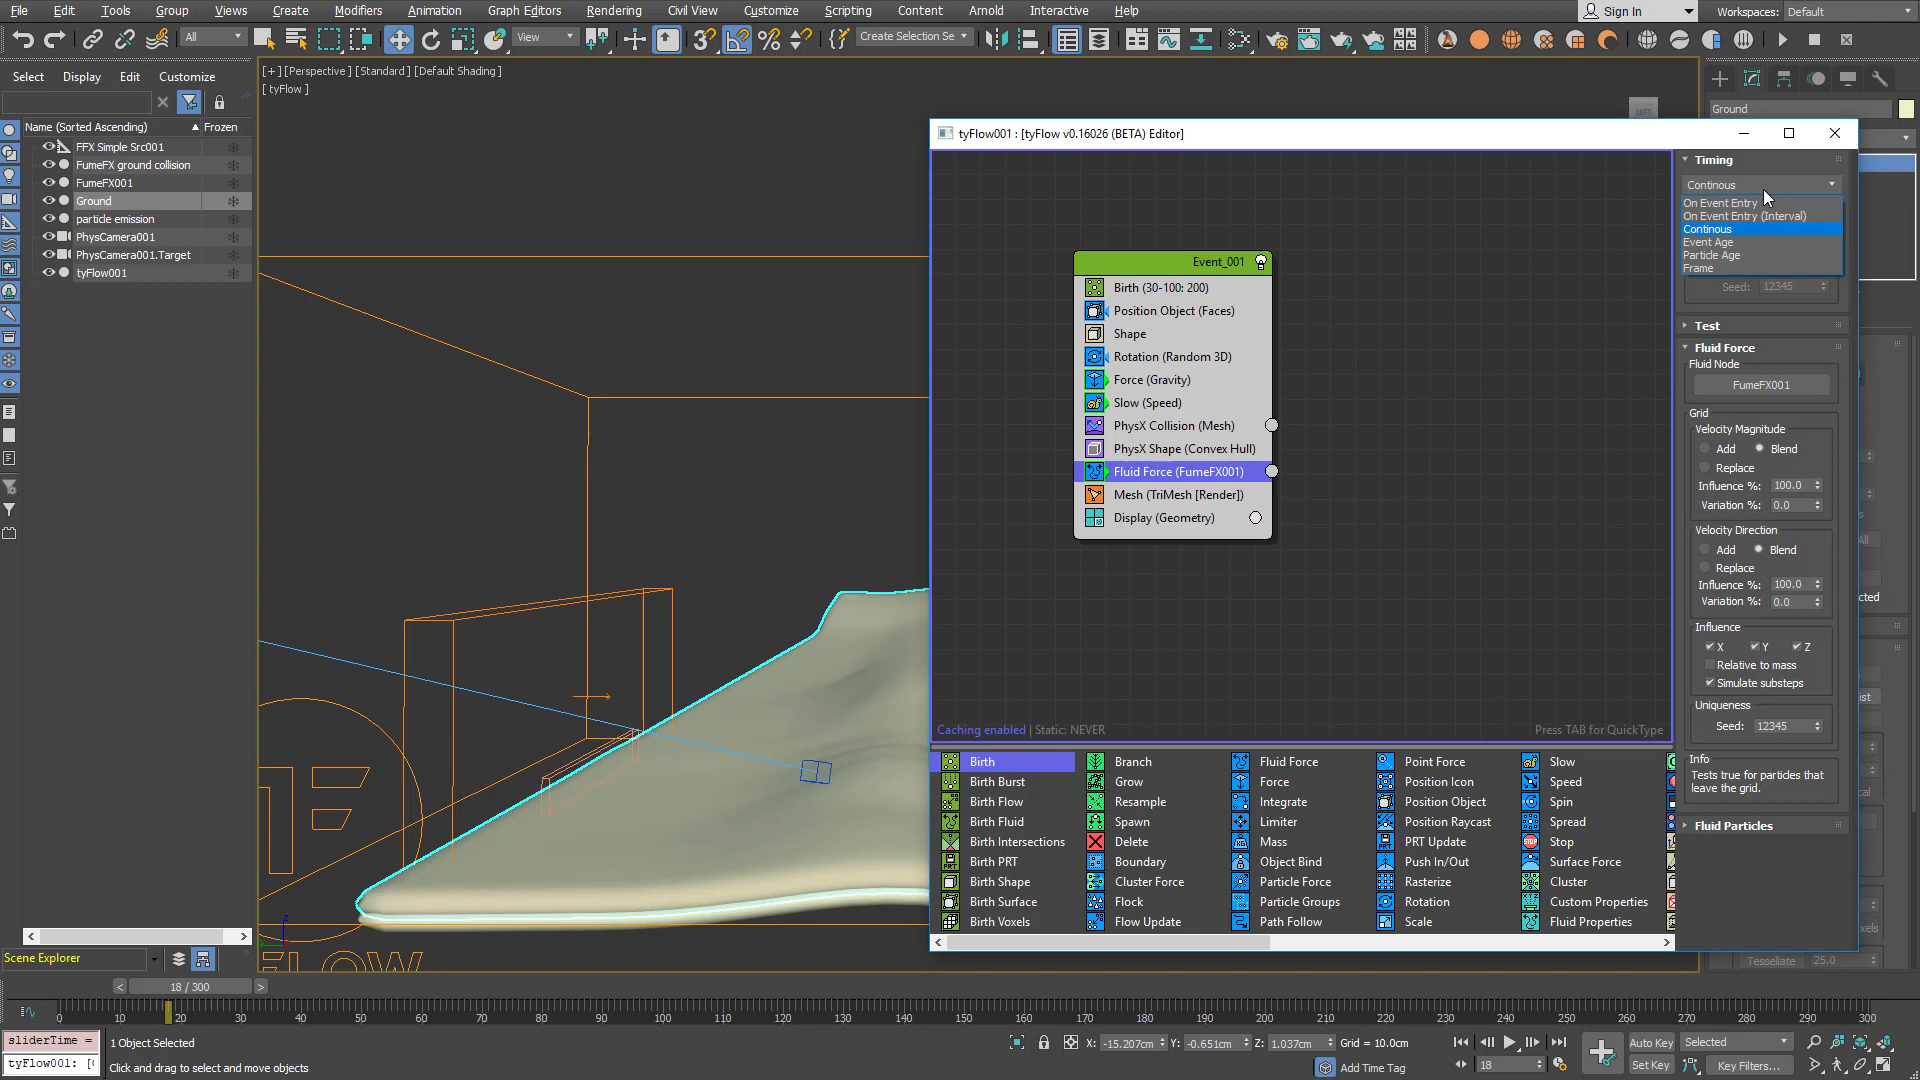 File Edit Tools Group Views Create Modifiers Animation Graph Editors Rendering Civil View Customize Scripting Content Arnold Interactive Help Sign In Workspaces: Default
All View Create Selection Se
Select Display Edit Customize
[+] [Perspective] [Standard] [Default Shading]
[ tyFlow ]
Name (Sorted Ascending) Frozen
FFX Simple Src001
FumeFX ground collision
FumeFX001
Ground
particle emission
PhysCamera001
PhysCamera001.Target
tyFlow001
Ground
tyFlow001 : [tyFlow v0.16026 (BETA) Editor]
Event_001
Birth (30-100: 200)
Position Object (Faces)
Shape
Rotation (Random 3D)
Force (Gravity)
Slow (Speed)
PhysX Collision (Mesh)
PhysX Shape (Convex Hull)
Fluid Force (FumeFX001)
Mesh (TriMesh [Render])
Display (Geometry)
Caching enabled | Static: NEVER
Press TAB for QuickType
Timing
Continous
On Event Entry
On Event Entry (Interval)
Continous
Event Age
Particle Age
Frame
Seed: 12345
Test
Fluid Force
Fluid Node
FumeFX001
Grid
Velocity Magnitude
Add Blend
Replace
Influence %: 100.0
Variation %: 0.0
Velocity Direction
Add Blend
Replace
Influence %: 100.0
Variation %: 0.0
Influence
X Y Z
Relative to mass
Simulate substeps
Uniqueness
Seed: 12345
Info
Tests true for particles that
leave the grid.
Fluid Particles
Birth Branch Fluid Force Point Force Slow
Birth Burst Grow Force Position Icon Speed
Birth Flow Resample Integrate Position Object Spin
Birth Fluid Spawn Limiter Position Raycast Spread
Birth Intersections Delete Mass PRT Update Stop
Birth PRT Boundary Object Bind Push In/Out Surface Force
Birth Shape Cluster Force Particle Force Rasterize Cluster
Birth Surface Flock Particle Groups Rotation Custom Properties
Birth Voxels Flow Update Path Follow Scale Fluid Properties
Tessellate 25.0
FLOW
Scene Explorer
18 / 300
0 10 20 30 40 50 60 70 80 90 100 110 120 130 140 150 160 170 180 190 200 210 220 230 240 250 260 270 280 290 300
sliderTime =
tyFlow001: [
1 Object Selected
Click and drag to select and move objects
X: -15.207cm Y: -0.651cm Z: 1.037cm Grid = 10.0cm
Add Time Tag
18
Auto Key Selected
Set Key Key Filters...